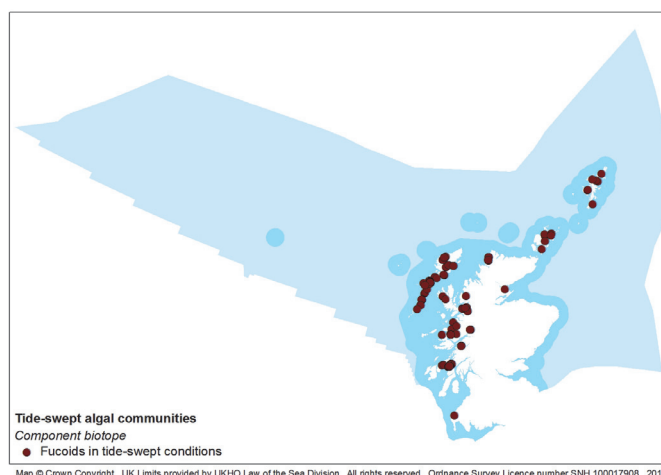 Tide-swept algal communities
Component biotope
Fucoids in tide-swept conditions
Map © Crown Copyright. UK Limits provided by UKHO Law of the Sea Division. All rights reserved. Ordnance Survey Licence number SNH 100017908